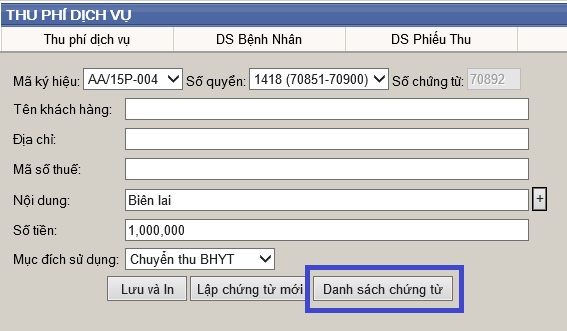 THU PHÍ DỊCH VỤ
Thu phí dịch vụ DS Bệnh Nhân DS Phiếu Thu
Mã ký hiệu: AA/15P-004 Số quyển: 1418 (70851-70900) Số chứng từ: 70892
Tên khách hàng:
Địa chỉ:
Mã số thuế:
Nội dung: Biên lai +
Số tiền: 1,000,000
Mục đích sử dụng: Chuyển thu BHYT
Lưu và In Lập chứng từ mới Danh sách chứng từ